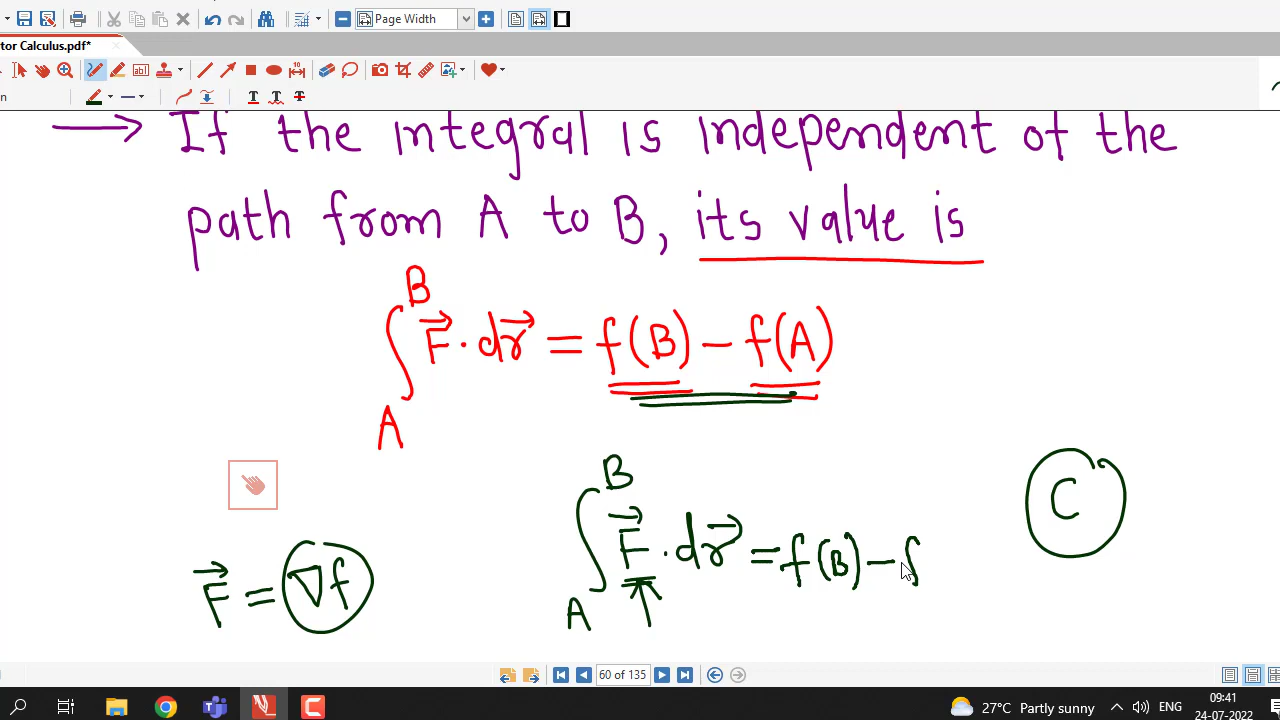 Page Width
tor Calculus.pdf*
→ If the integral is independent of the
path from A to B, its value is
∫_A^B F⃗ · dr⃗ = f(B) − f(A)
∫_A^B F⃗ · dr⃗ = f(B) − f
C
F⃗ = ∇f
60 of 135
09:41
27°C Partly sunny
24-07-2022